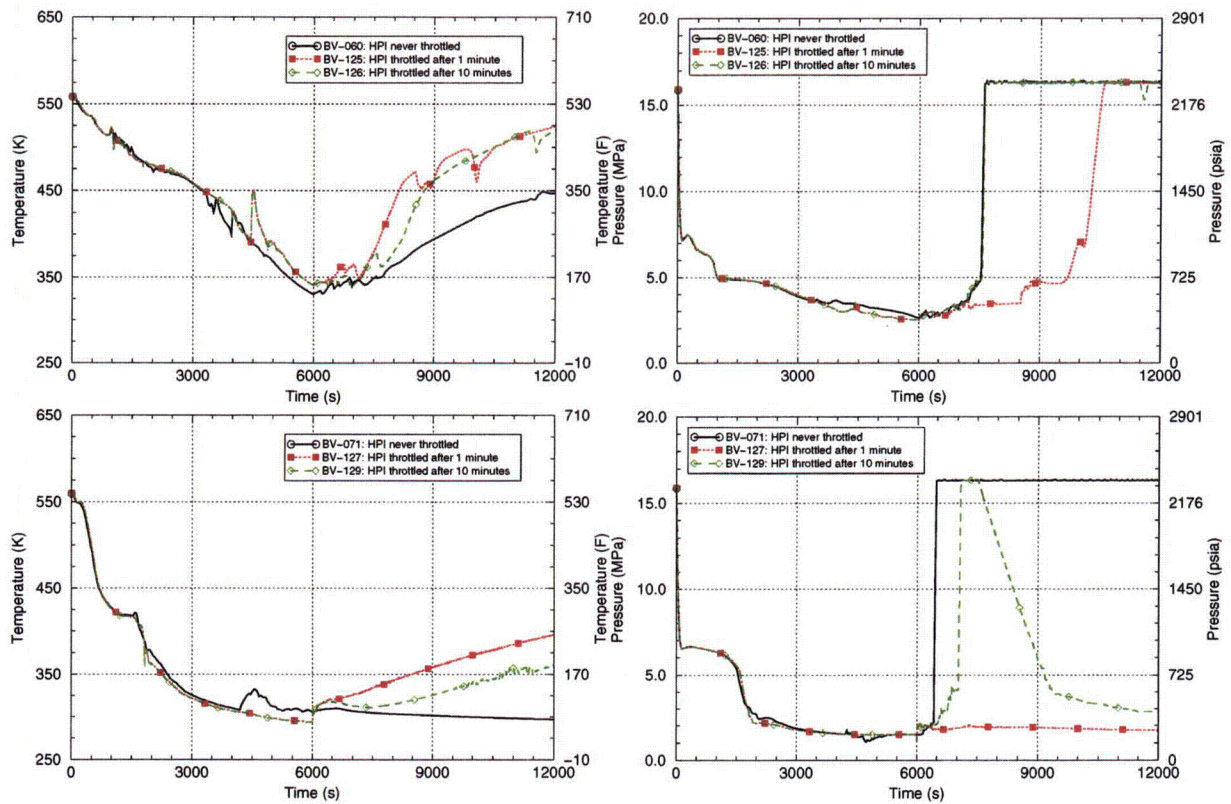 650
550
450
350
250
Temperature (K)
BV-060: HPI never throttled
BV-125: HPI throttled after 1 minute
BV-126: HPI throttled after 10 minutes
710
530
350
170
-10
Temperature (F)
0
3000
6000
9000
12000
Time (s)
20.0
15.0
10.0
5.0
0.0
Pressure (MPa)
BV-060: HPI never throttled
BV-125: HPI throttled after 1 minute
BV-126: HPI throttled after 10 minutes
2901
2176
1450
725
0
Pressure (psia)
0
3000
6000
9000
12000
Time (s)
650
550
450
350
250
Temperature (K)
BV-071: HPI never throttled
BV-127: HPI throttled after 1 minute
BV-129: HPI throttled after 10 minutes
710
530
350
170
-10
Temperature (F)
0
3000
6000
9000
12000
Time (s)
20.0
15.0
10.0
5.0
0.0
Pressure (MPa)
BV-071: HPI never throttled
BV-127: HPI throttled after 1 minute
BV-129: HPI throttled after 10 minutes
2901
2176
1450
725
0
Pressure (psia)
0
3000
6000
9000
12000
Time (s)